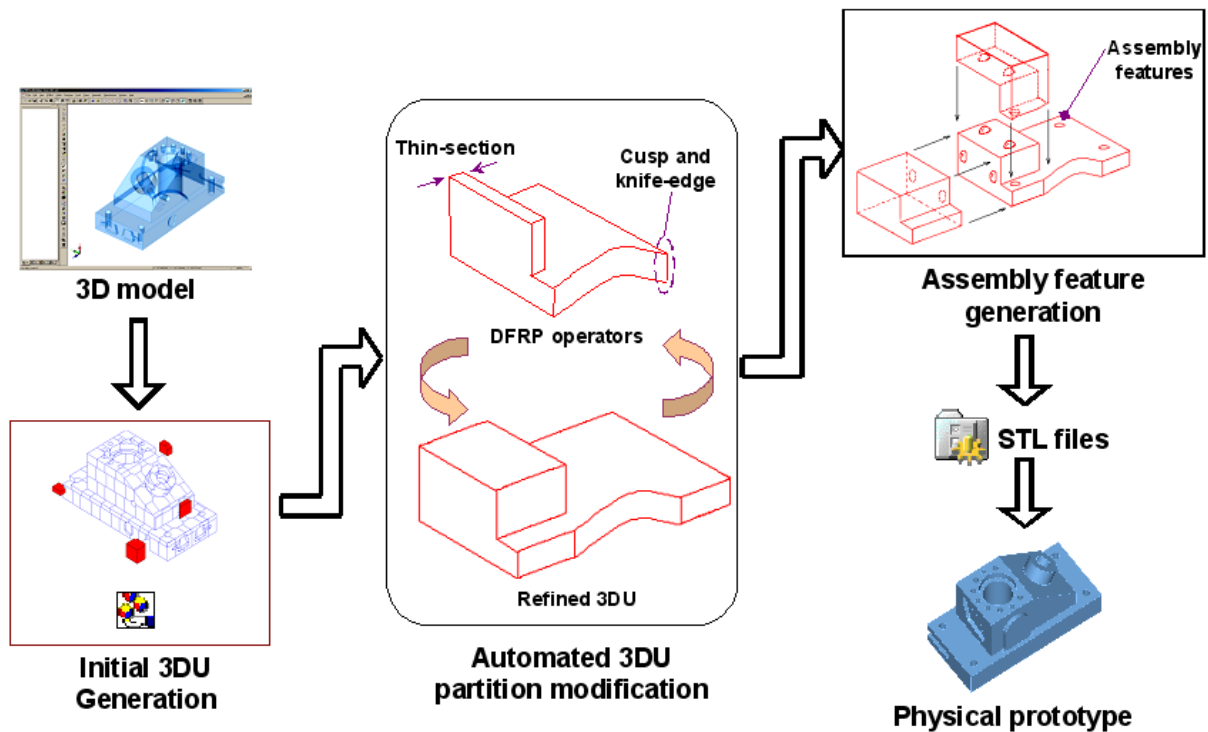 3D model
Initial 3DU
Generation
Thin-section
Cusp and
knife-edge
DFRP operators
Refined 3DU
Automated 3DU
partition modification
Assembly
features
Assembly feature
generation
STL files
Physical prototype